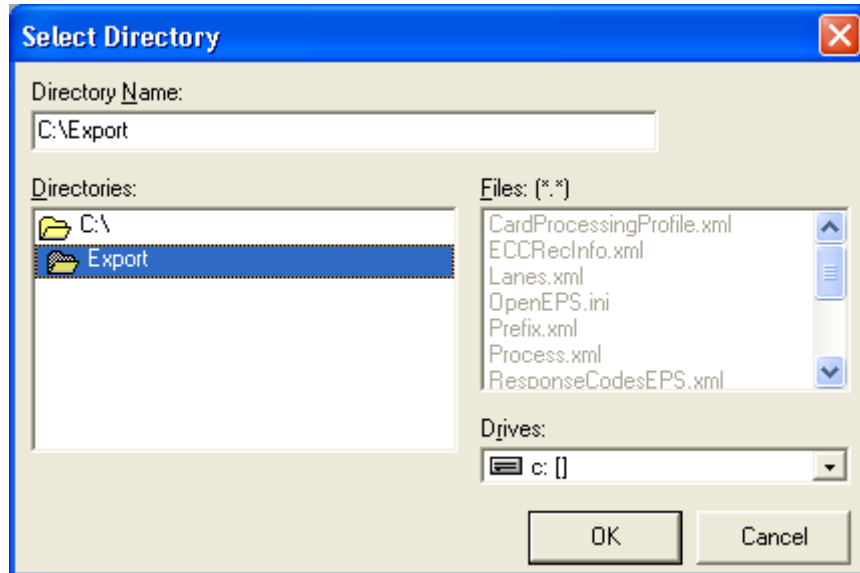 Select Directory
Directory Name:
C:\Export
Directories:
C:\
Export
Files: (*.*)
CardProcessingProfile.xml
ECCRecInfo.xml
Lanes.xml
OpenEPS.ini
Prefix.xml
Process.xml
ResponseCodesEPS.xml
Drives:
c: []
OK
Cancel